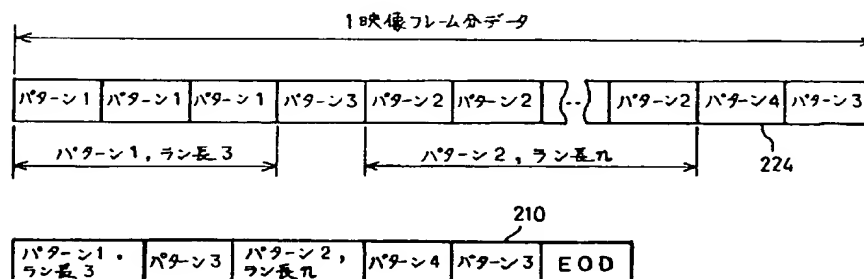 1映像フレーム分データ
パターン1 パターン1 パターン1 パターン3 パターン2 パターン2 パターン2 パターン4 パターン3
パターン1,ラン長3 パターン2,ラン長n
224
210
パターン1, パターン3 パターン2, パターン4 パターン3 EOD
ラン長3 ラン長n